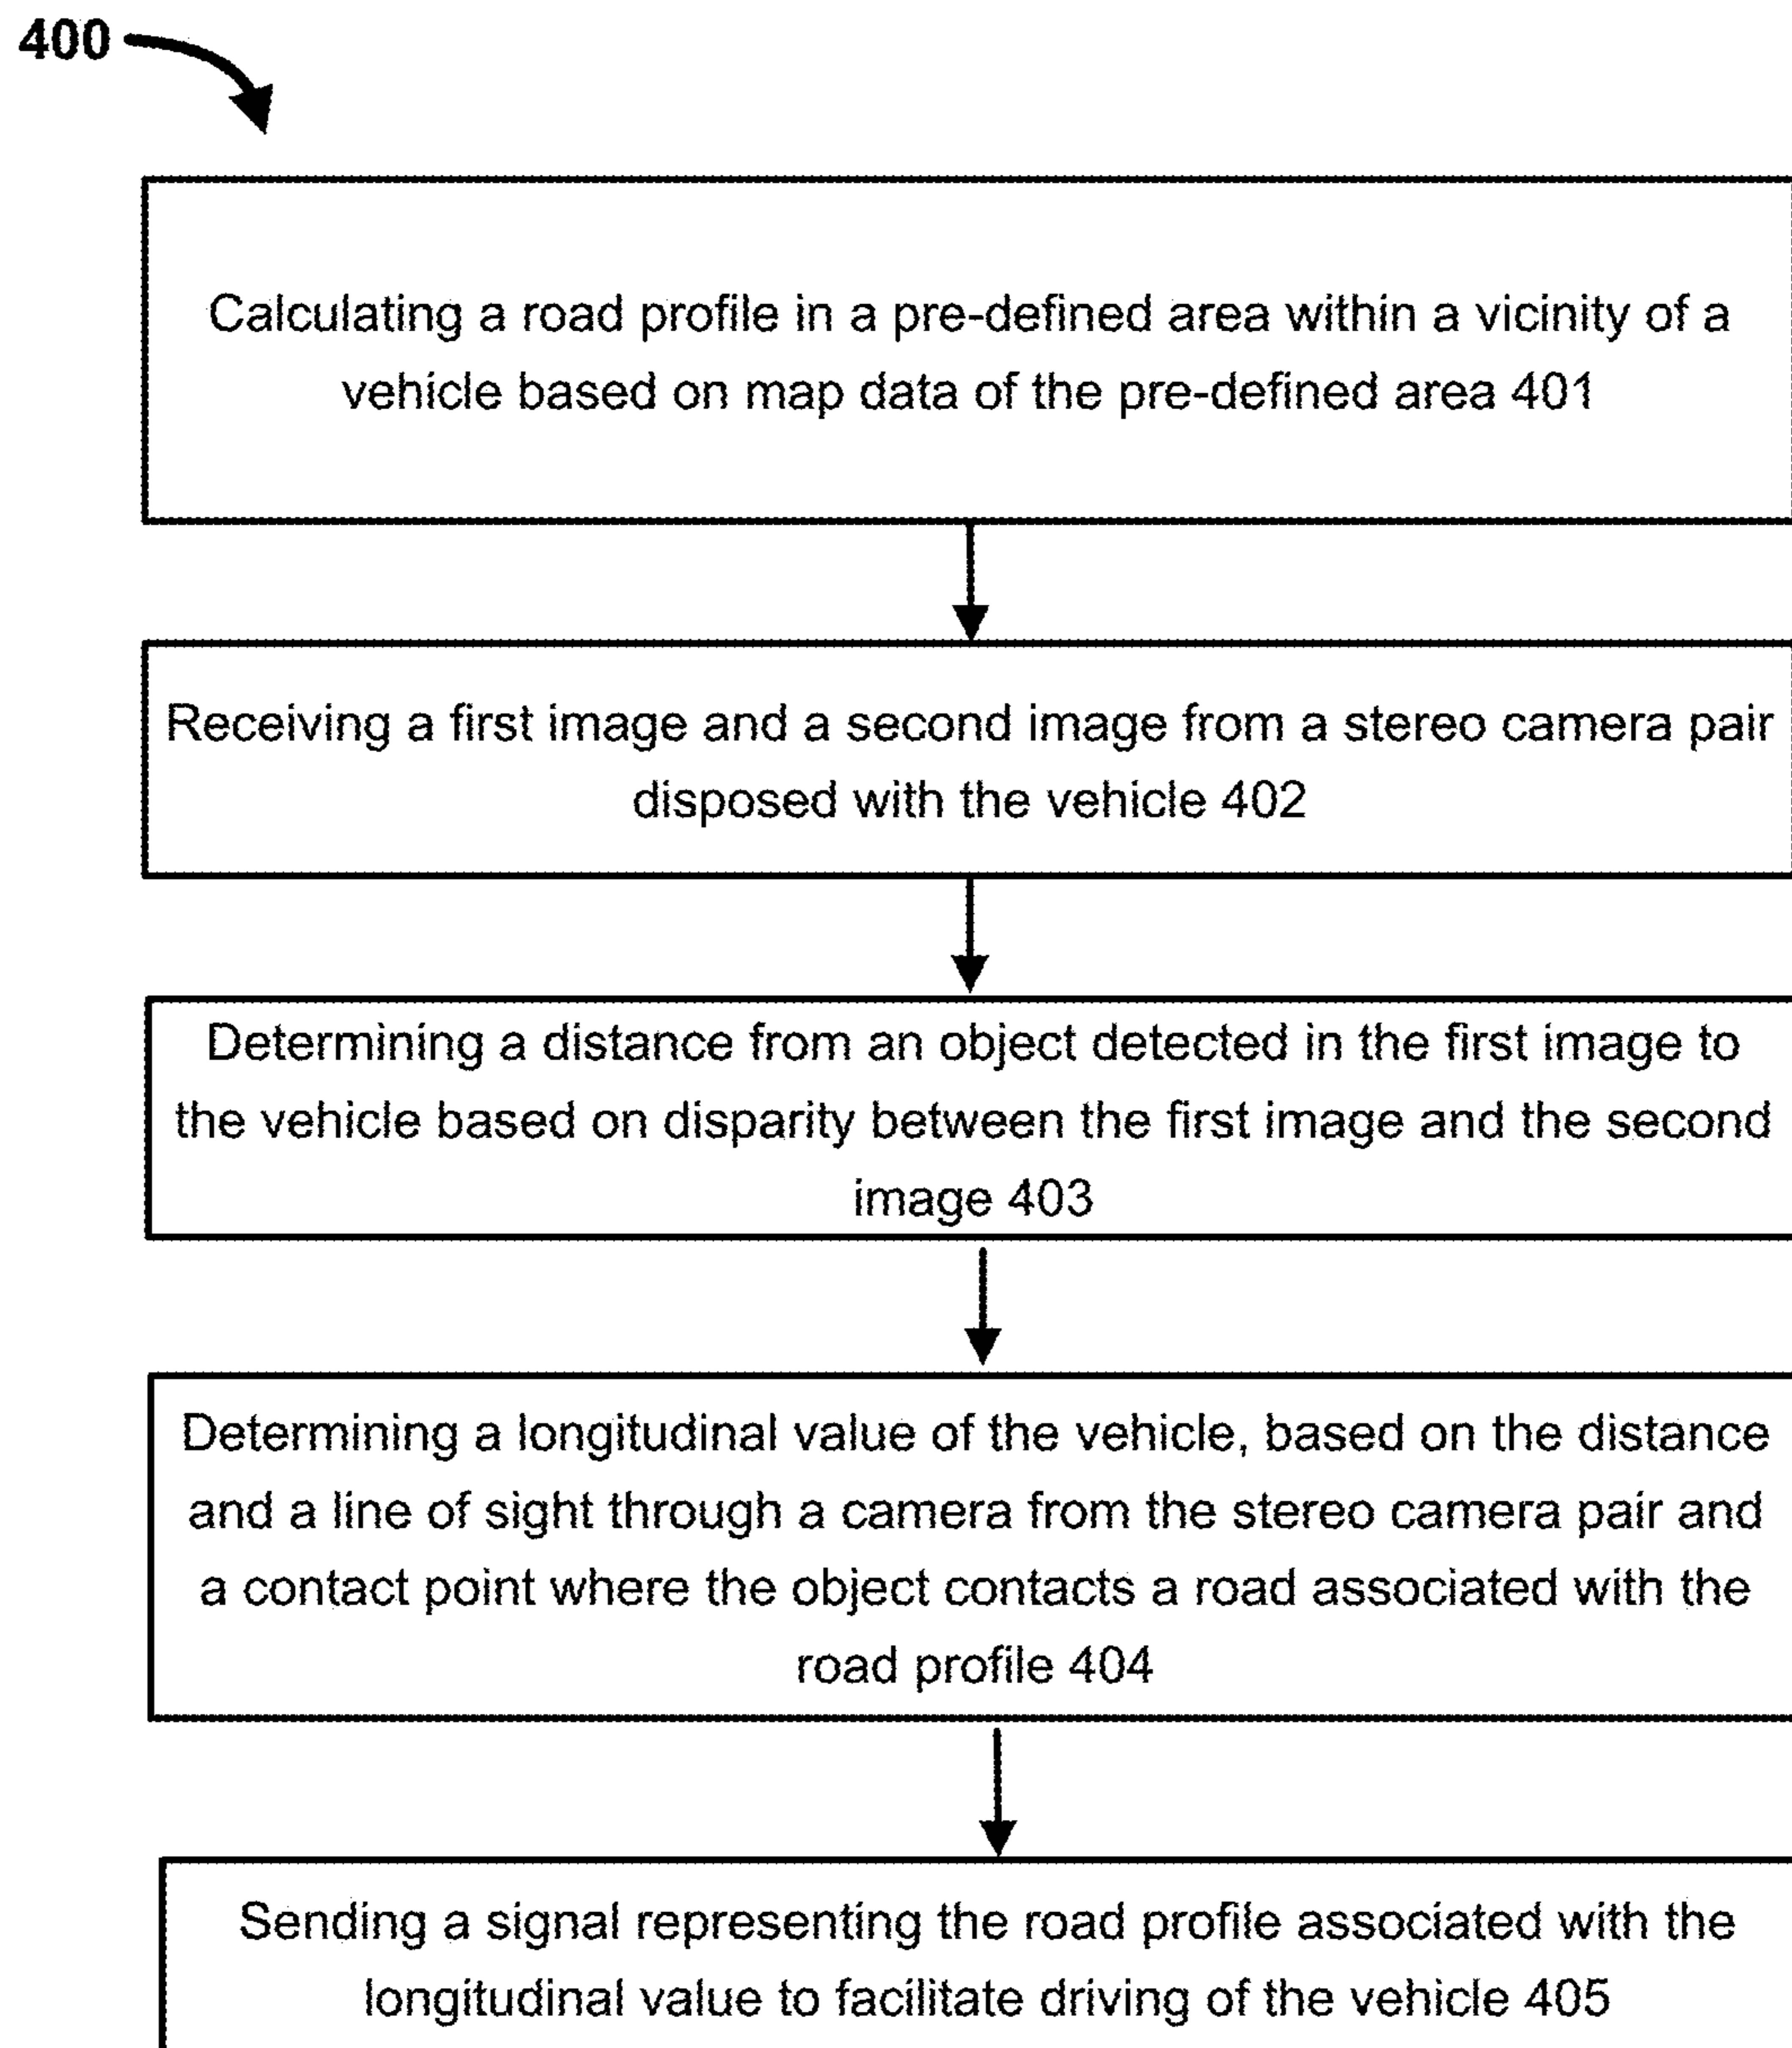 400
Calculating a road profile in a pre-defined area within a vicinity of a
vehicle based on map data of the pre-defined area 401
Receiving a first image and a second image from a stereo camera pair
disposed with the vehicle 402
Determining a distance from an object detected in the first image to
the vehicle based on disparity between the first image and the second
image 403
Determining a longitudinal value of the vehicle, based on the distance
and a line of sight through a camera from the stereo camera pair and
a contact point where the object contacts a road associated with the
road profile 404
Sending a signal representing the road profile associated with the
longitudinal value to facilitate driving of the vehicle 405